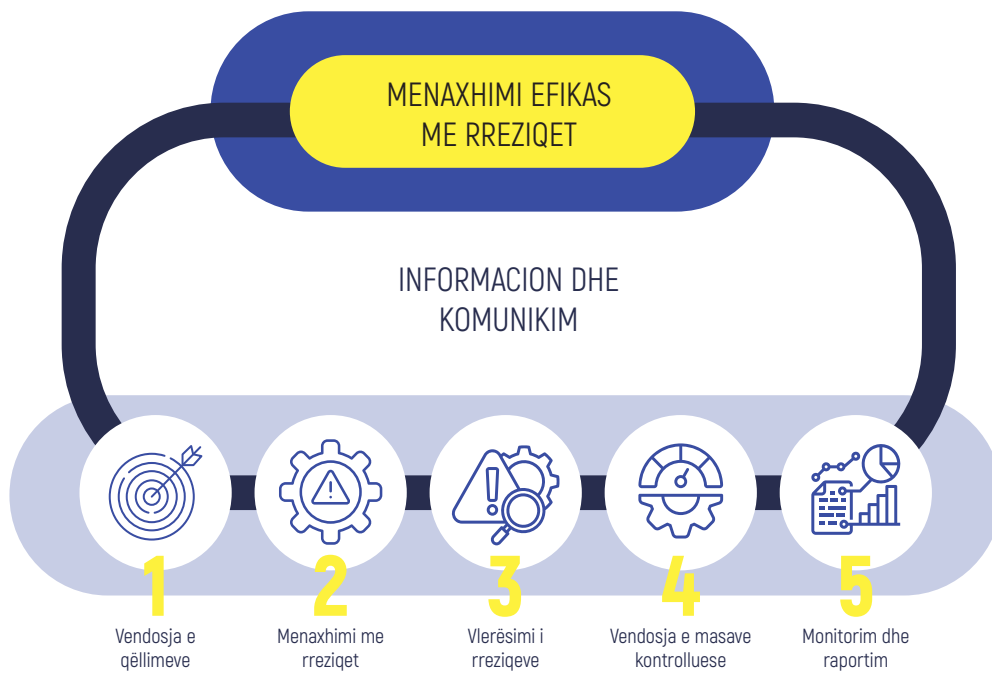 MENAXHIMI EFIKAS
ME RREZIQET
INFORMACION DHE
KOMUNIKIM
1
Vendosja e
qëllimeve
2
Menaxhimi me
rreziqet
3
Vlerësimi i
rreziqeve
4
Vendosja e masave
kontrolluese
5
Monitorim dhe
raportim